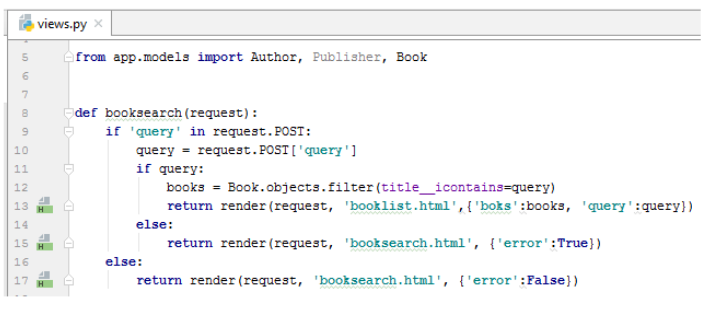 views.py ×
5 from app.models import Author, Publisher, Book
6
7
8 def booksearch(request):
9 if 'query' in request.POST:
10 query = request.POST['query']
11 if query:
12 books = Book.objects.filter(title__icontains=query)
13 return render(request, 'booklist.html',{'boks':books, 'query':query})
14 else:
15 return render(request, 'booksearch.html', {'error':True})
16 else:
17 return render(request, 'booksearch.html', {'error':False})